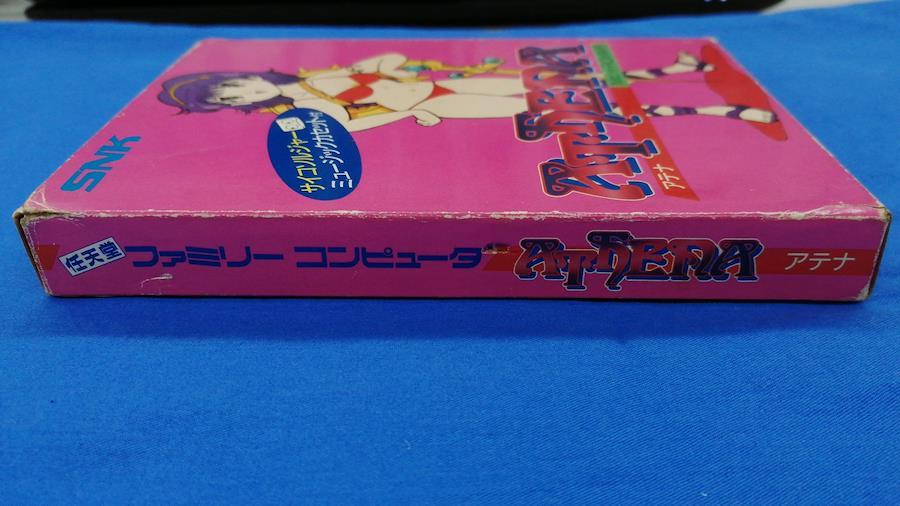 SNK
サイコソルジャー
ミュージックカセット付
ATHENA
アテナ
任天堂 ファミリー コンピュータ ATHENA アテナ